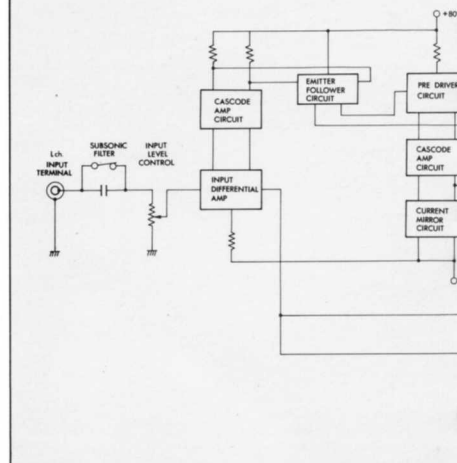 +80
EMITTER
FOLLOWER
CIRCUIT
PRE DRIVER
CIRCUIT
CASCODE
AMP
CIRCUIT
L.ch.
INPUT
TERMINAL
SUBSONIC
FILTER
INPUT
LEVEL
CONTROL
INPUT
DIFFERENTIAL
AMP
CASCODE
AMP CIRCUIT
CURRENT
MIRROR
CIRCUIT